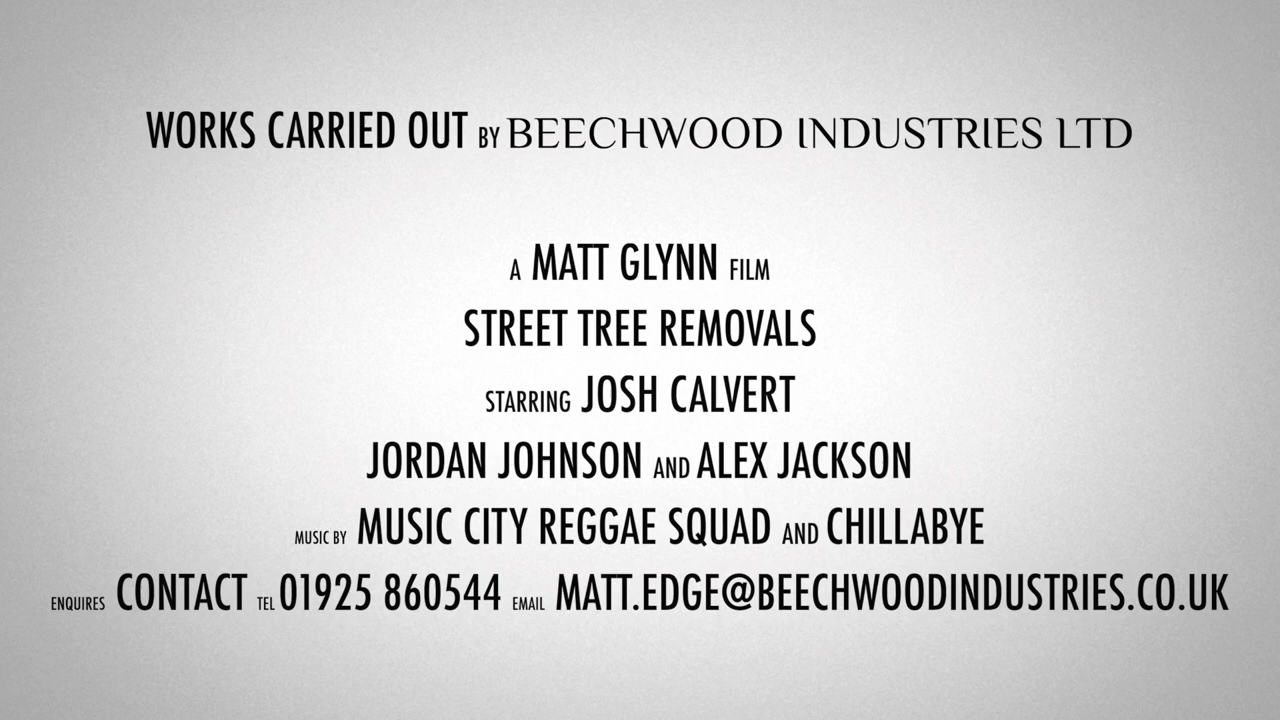 WORKS CARRIED OUT BY BEECHWOOD INDUSTRIES LTD
A MATT GLYNN FILM
STREET TREE REMOVALS
STARRING JOSH CALVERT
JORDAN JOHNSON AND ALEX JACKSON
MUSIC BY MUSIC CITY REGGAE SQUAD AND CHILLABYE
ENQUIRES CONTACT TEL 01925 860544 EMAIL MATT.EDGE@BEECHWOODINDUSTRIES.CO.UK